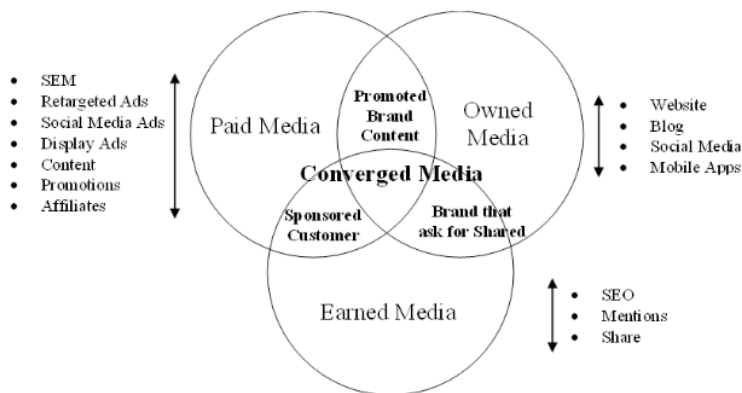 • SEM
• Retargeted Ads
• Social Media Ads
• Display Ads
• Content
• Promotions
• Affiliates
Paid Media
Promoted
Brand
Content
Owned
Media
• Website
• Blog
• Social Media
• Mobile Apps
Converged Media
Sponsored
Customer
Brand that
ask for Shared
Earned Media
• SEO
• Mentions
• Share